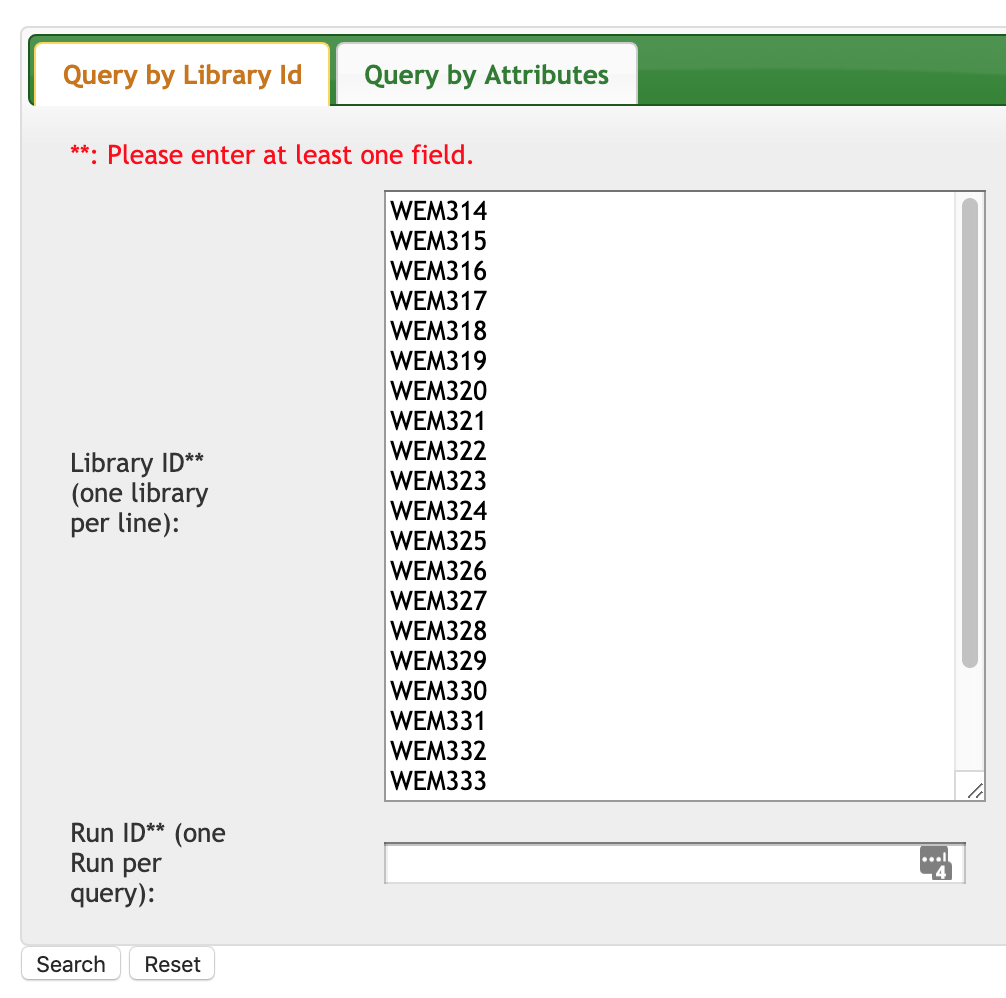 Query by Library Id
Query by Attributes
**: Please enter at least one field.
Library ID**
(one library
per line):
WEM314
WEM315
WEM316
WEM317
WEM318
WEM319
WEM320
WEM321
WEM322
WEM323
WEM324
WEM325
WEM326
WEM327
WEM328
WEM329
WEM330
WEM331
WEM332
WEM333
Run ID** (one
Run per
query):
4
Search
Reset